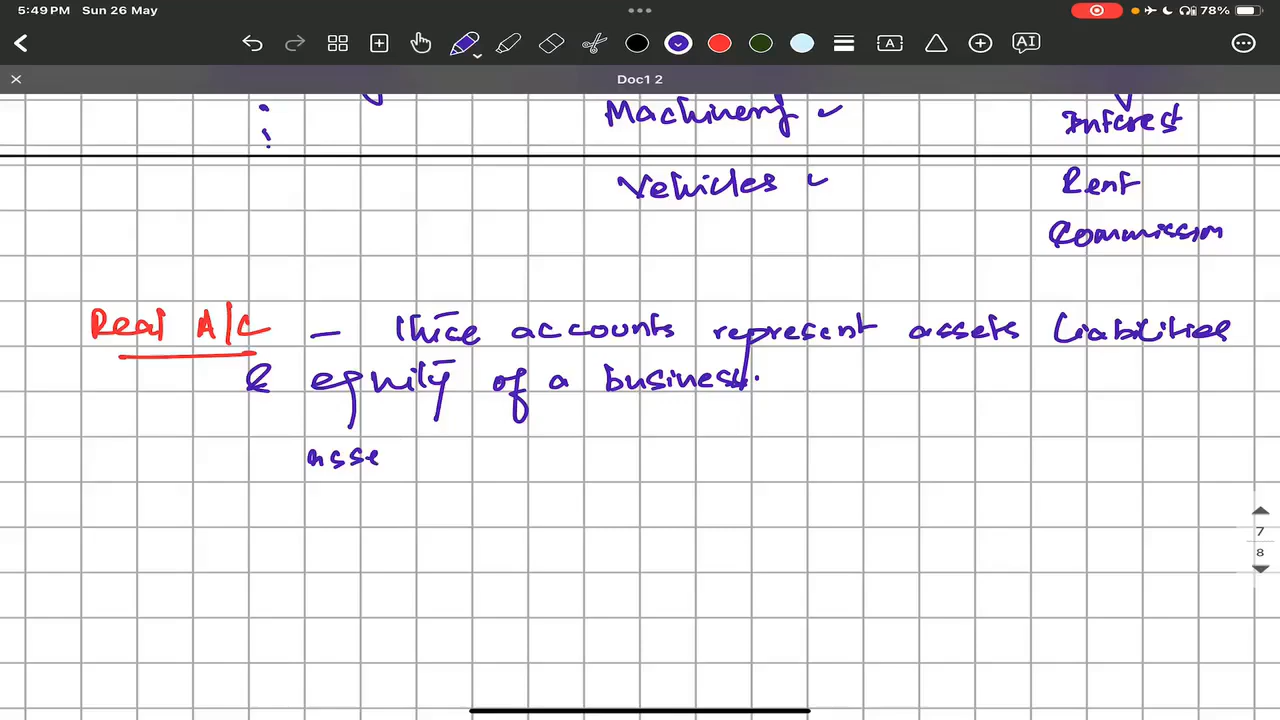 5:49 PM Sun 26 May 78%
AI
Doc1 2
Machinery
Interest
Vehicles
Rent
Commission
Real A/C – these accounts represent assets liabilities
& equity of a business.
asse
7
8